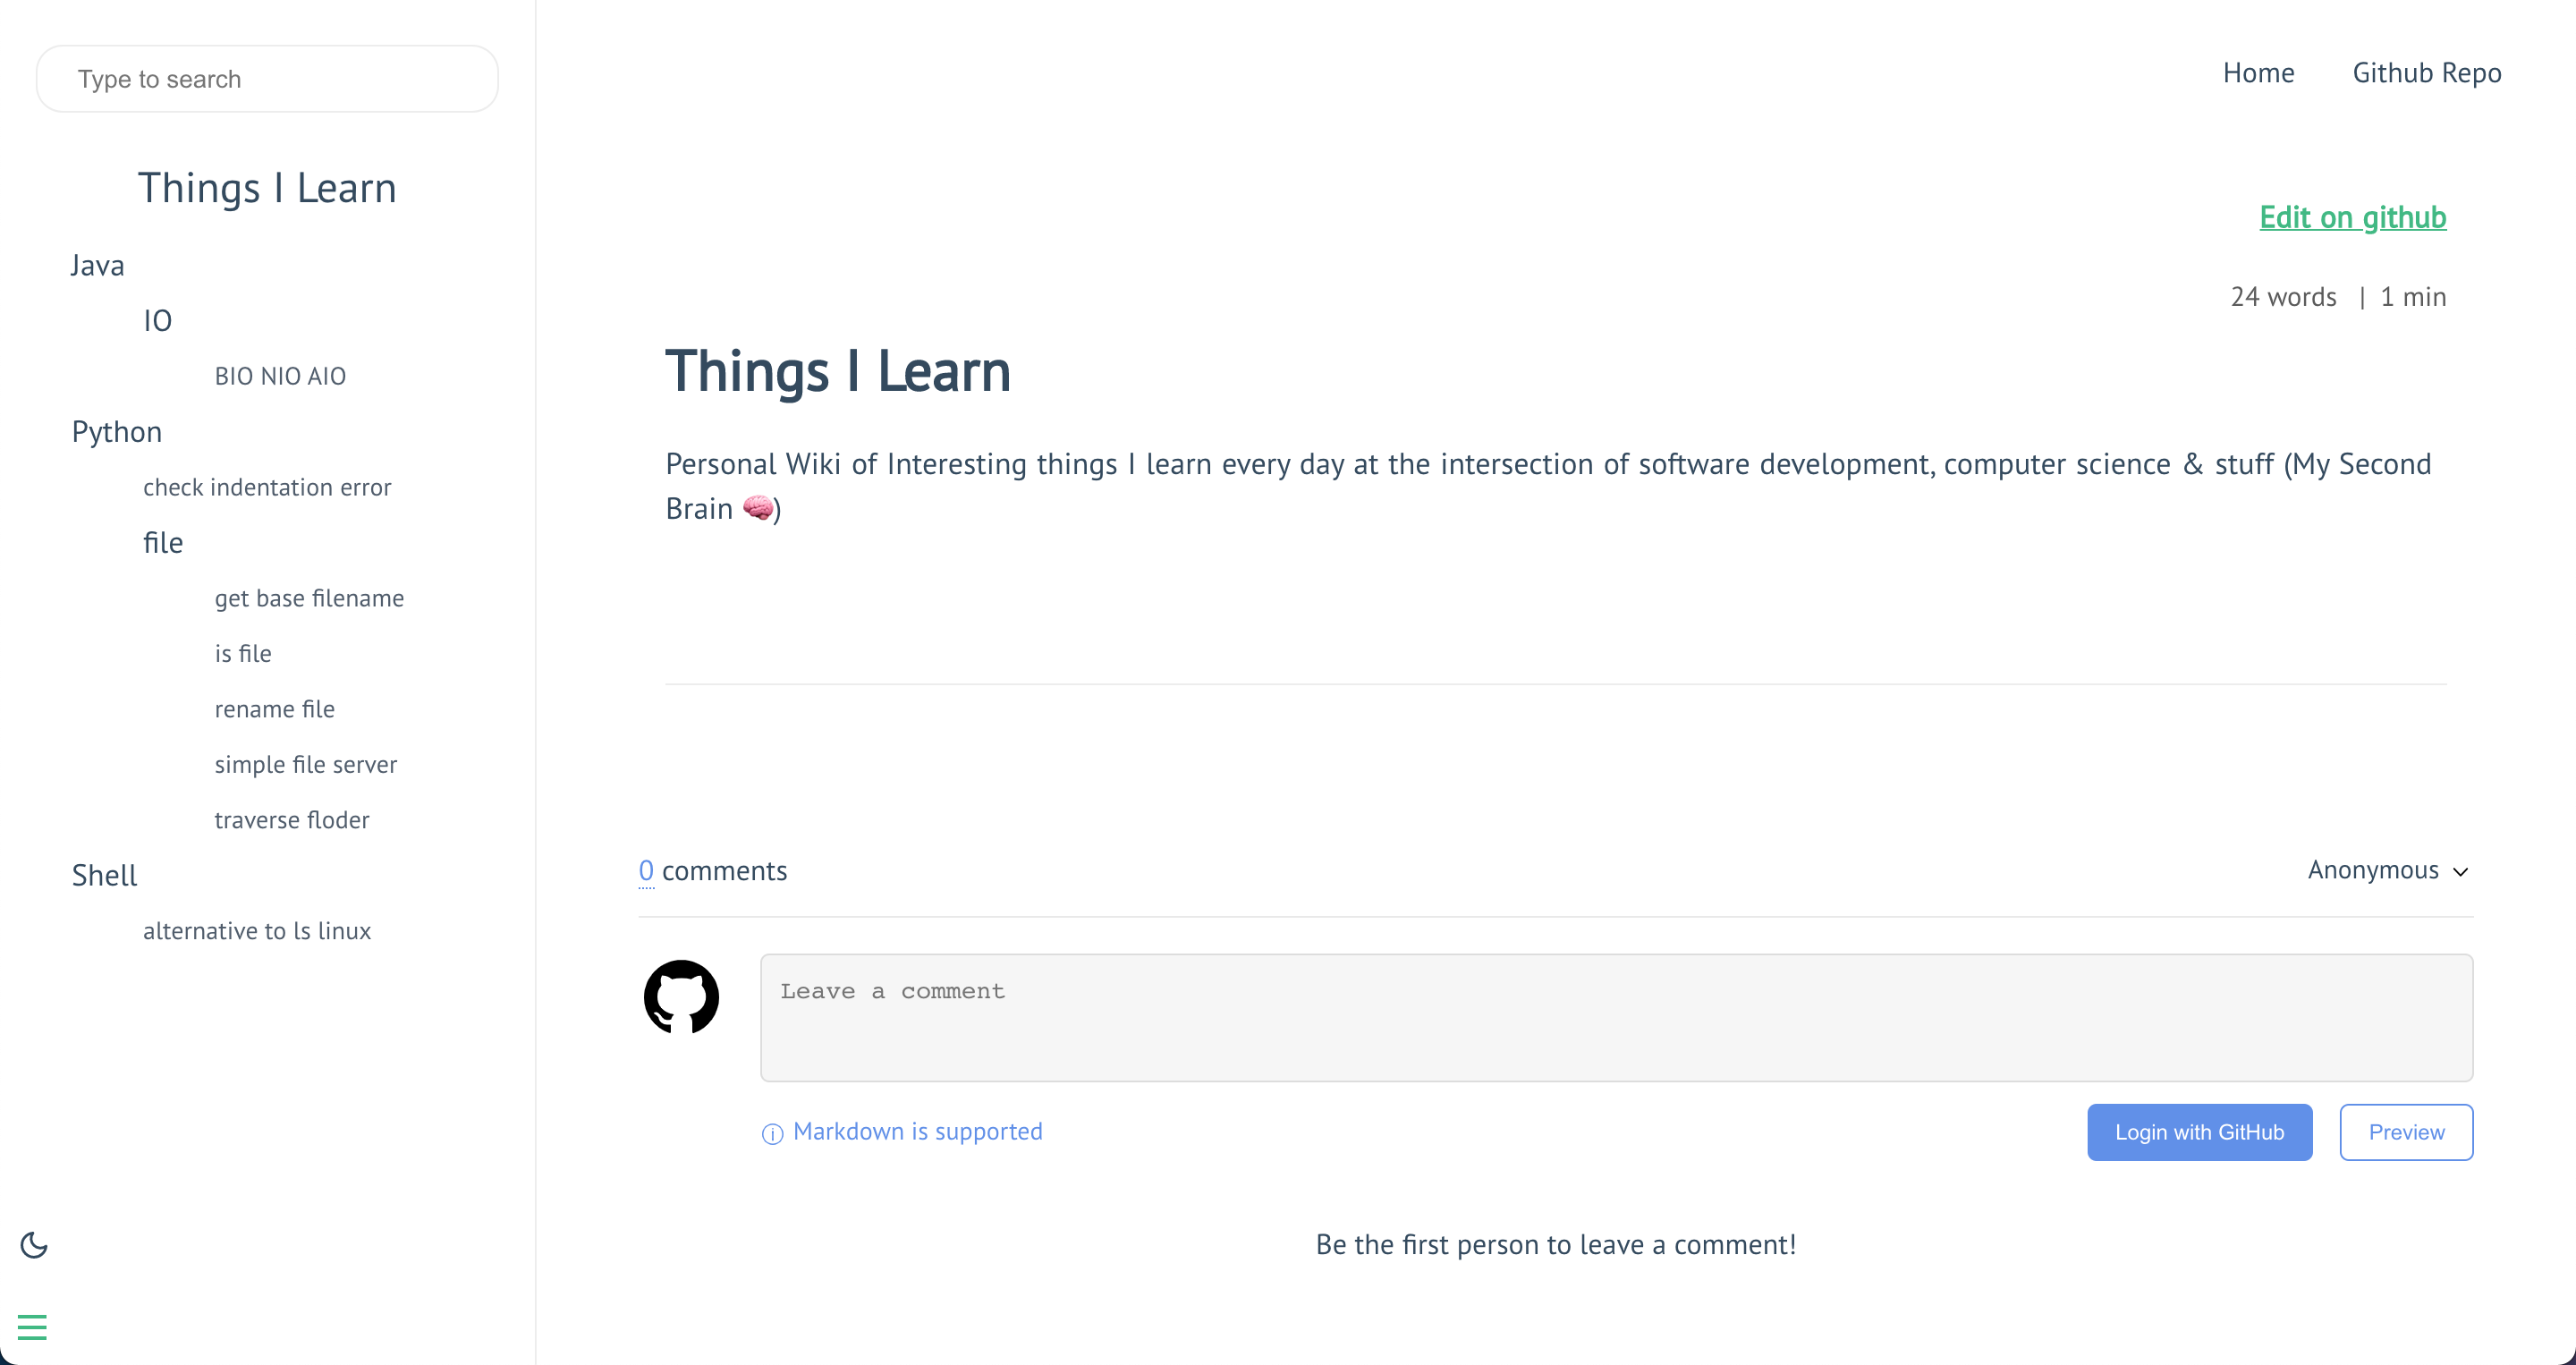 Type to search
Things I Learn
Java
IO
BIO NIO AIO
Python
check indentation error
file
get base filename
is file
rename file
simple file server
traverse floder
Shell
alternative to ls linux
Home Github Repo
Edit on github
24 words | 1 min
Things I Learn
Personal Wiki of Interesting things I learn every day at the intersection of software development, computer science & stuff (My Second
Brain 🧠)
0 comments
Anonymous
Leave a comment
Markdown is supported
Login with GitHub
Preview
Be the first person to leave a comment!